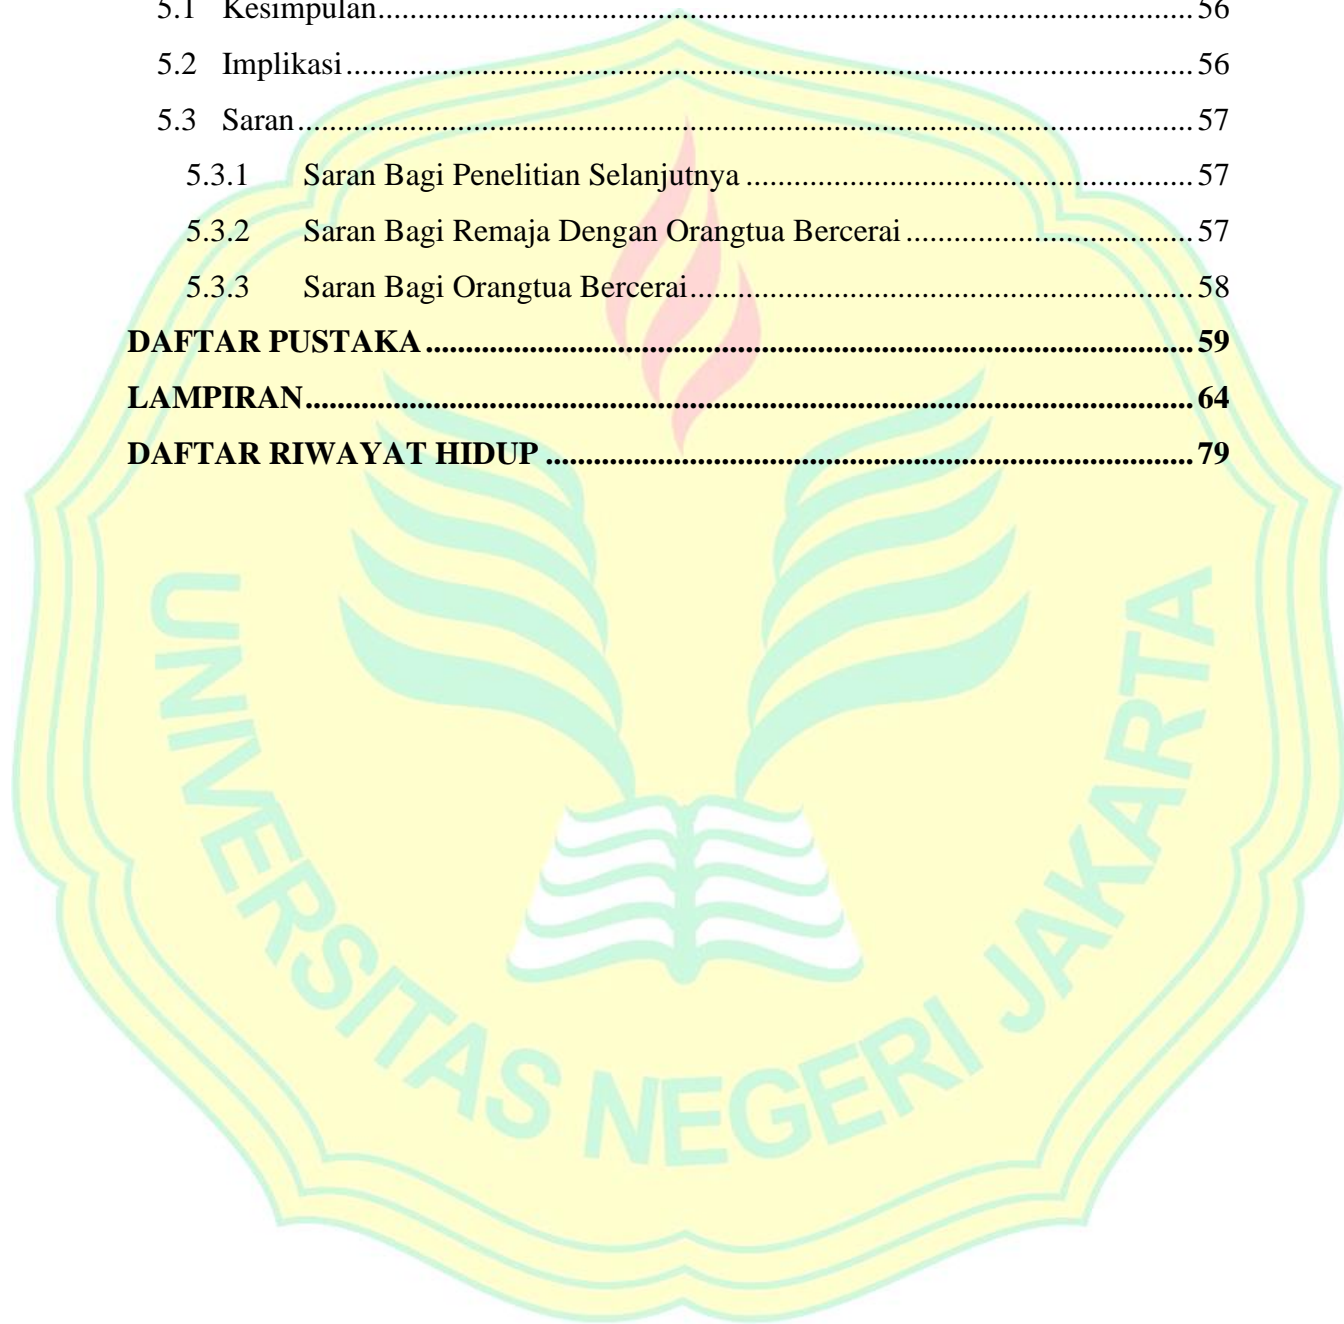 5.1 Kesimpulan....................................................................................................... 56
5.2 Implikasi........................................................................................................... 56
5.3 Saran................................................................................................................. 57
5.3.1 Saran Bagi Penelitian Selanjutnya......................................................... 57
5.3.2 Saran Bagi Remaja Dengan Orangtua Bercerai..................................... 57
5.3.3 Saran Bagi Orangtua Bercerai................................................................ 58
DAFTAR PUSTAKA................................................................................................. 59
LAMPIRAN................................................................................................................ 64
DAFTAR RIWAYAT HIDUP.................................................................................. 79
UNIVERSITAS NEGERI JAKARTA